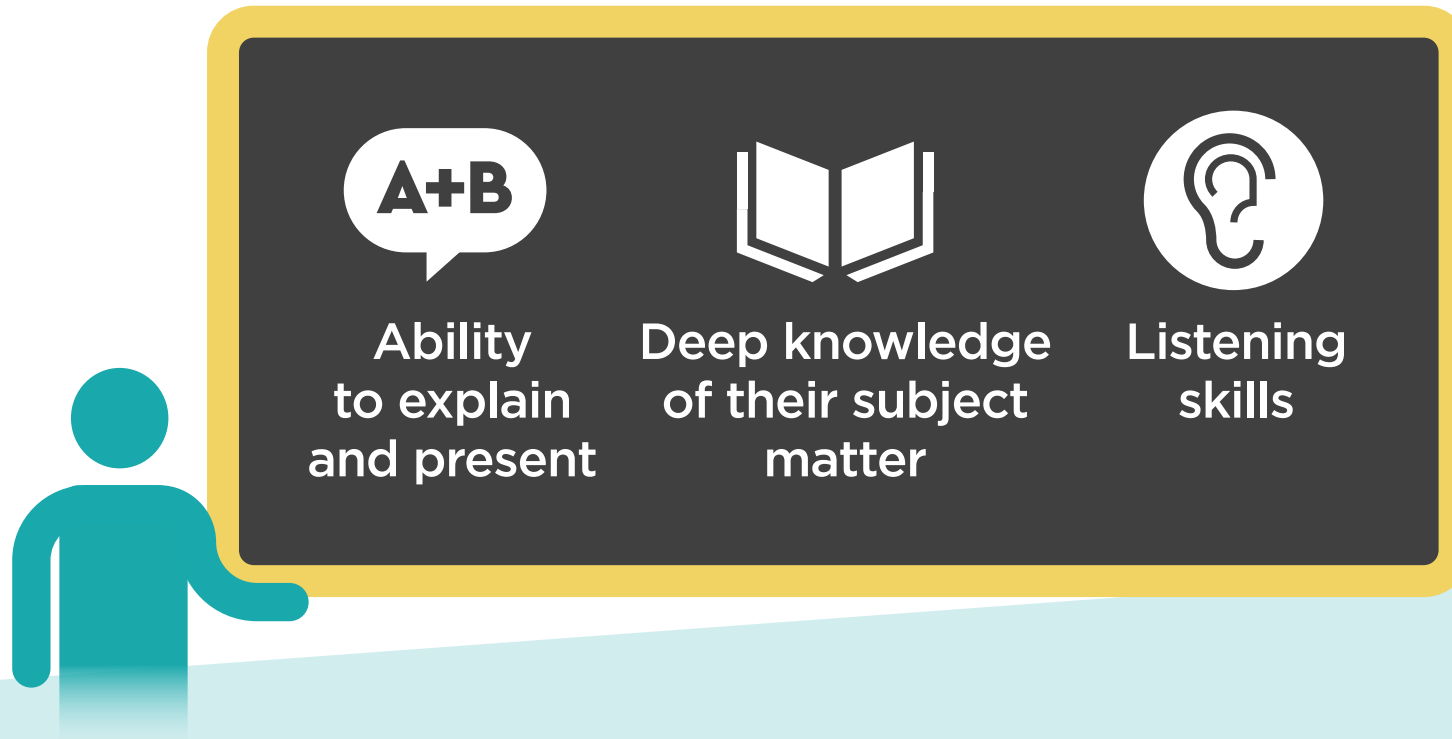 A+B
Ability
to explain
and present
Deep knowledge
of their subject
matter
Listening
skills